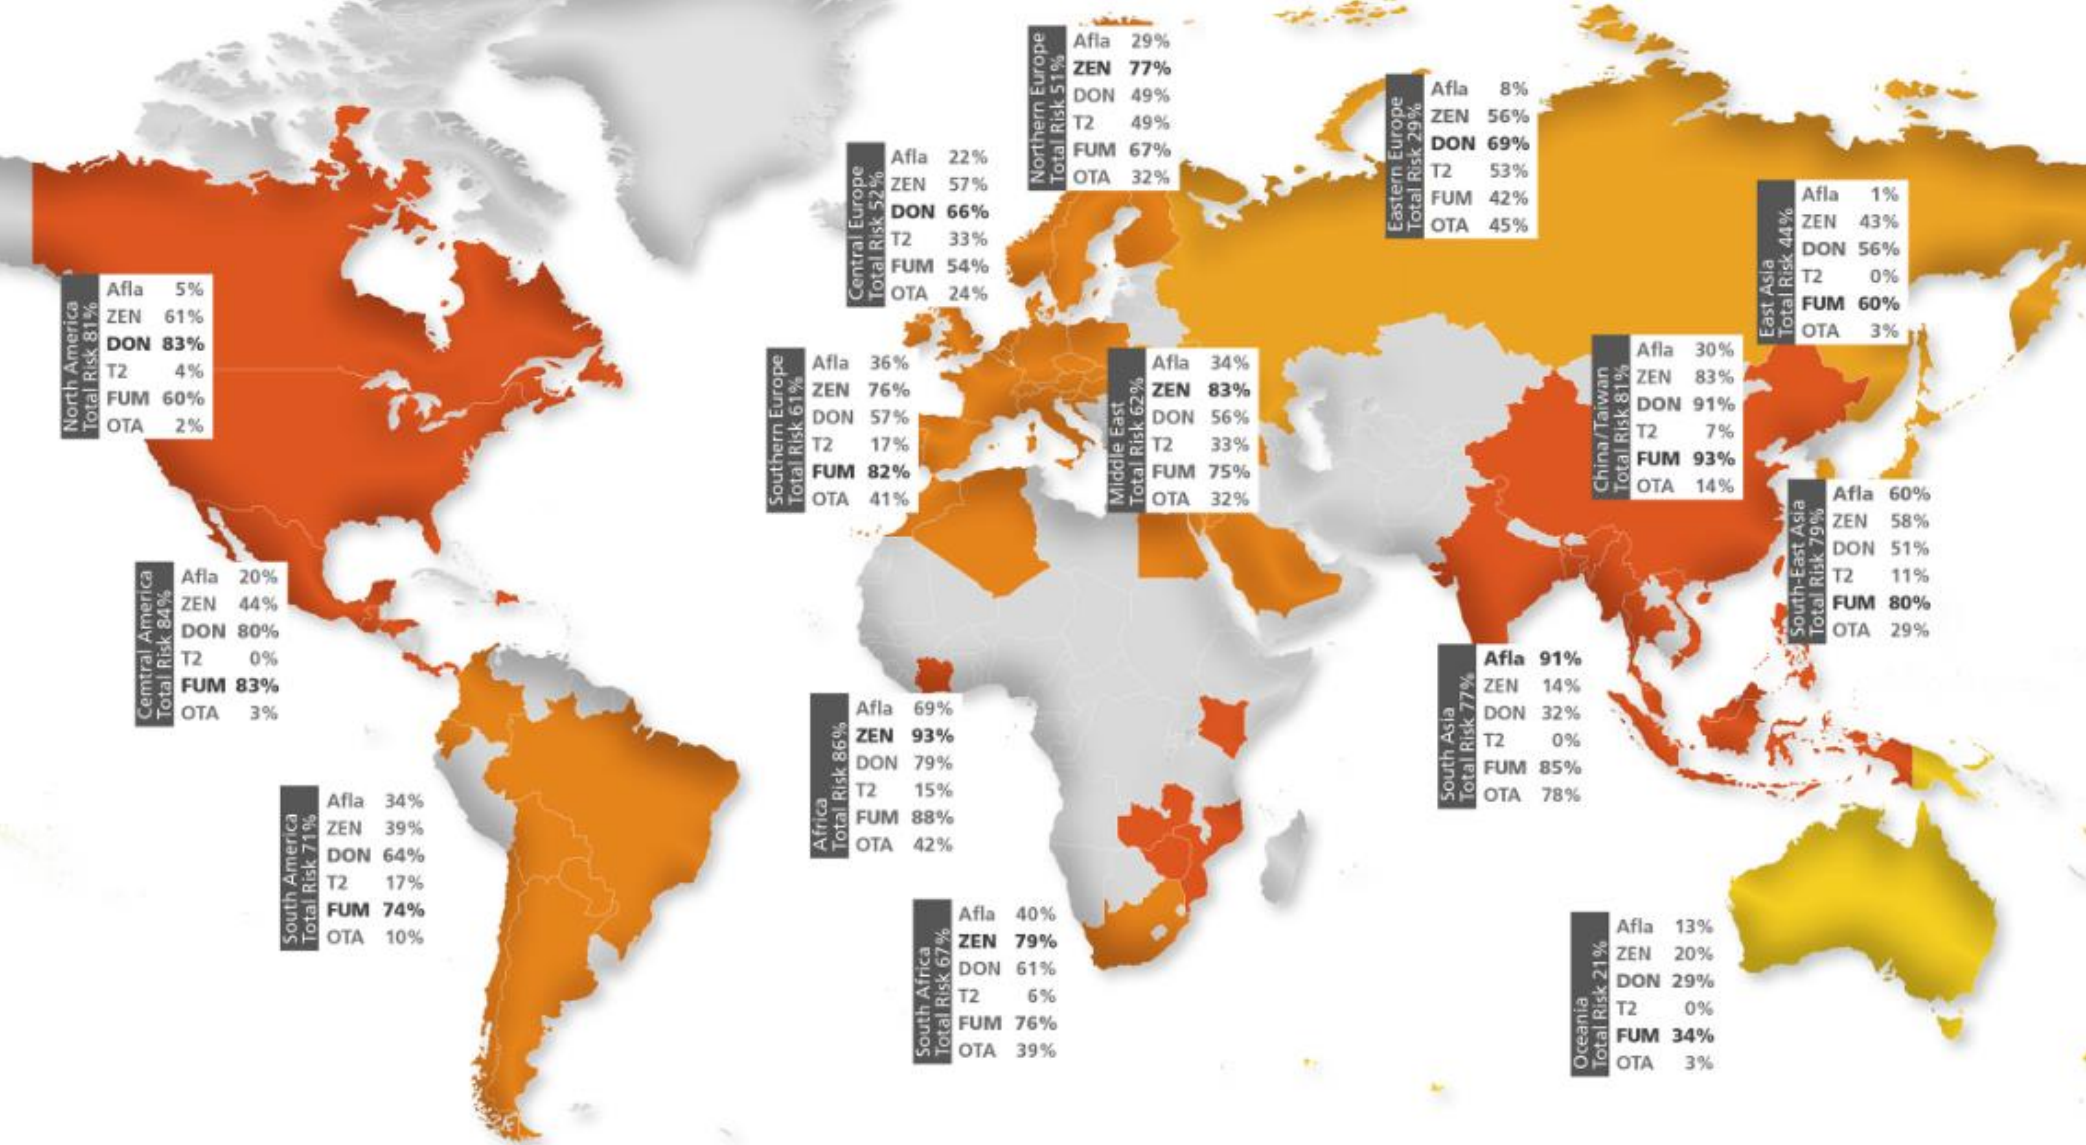 North America
Total Risk 81%
Afla 5%
ZEN 61%
DON 83%
T2 4%
FUM 60%
OTA 2%
Cemtral America
Total Risk 84%
Afla 20%
ZEN 44%
DON 80%
T2 0%
FUM 83%
OTA 3%
South America
Total Risk 71%
Afla 34%
ZEN 39%
DON 64%
T2 17%
FUM 74%
OTA 10%
Central Europe
Total Risk 52%
Afla 22%
ZEN 57%
DON 66%
T2 33%
FUM 54%
OTA 24%
Northern Europe
Total Risk 51%
Afla 29%
ZEN 77%
DON 49%
T2 49%
FUM 67%
OTA 32%
Eastern Europe
Total Risk 29%
Afla 8%
ZEN 56%
DON 69%
T2 53%
FUM 42%
OTA 45%
Southern Europe
Total Risk 61%
Afla 36%
ZEN 76%
DON 57%
T2 17%
FUM 82%
OTA 41%
Middle East
Total Risk 62%
Afla 34%
ZEN 83%
DON 56%
T2 33%
FUM 75%
OTA 32%
East Asia
Total Risk 44%
Afla 1%
ZEN 43%
DON 56%
T2 0%
FUM 60%
OTA 3%
China/Taiwan
Total Risk 81%
Afla 30%
ZEN 83%
DON 91%
T2 7%
FUM 93%
OTA 14%
South-East Asia
Total Risk 79%
Afla 60%
ZEN 58%
DON 51%
T2 11%
FUM 80%
OTA 29%
South Asia
Total Risk 77%
Afla 91%
ZEN 14%
DON 32%
T2 0%
FUM 85%
OTA 78%
Africa
Total Risk 86%
Afla 69%
ZEN 93%
DON 79%
T2 15%
FUM 88%
OTA 42%
South Africa
Total Risk 67%
Afla 40%
ZEN 79%
DON 61%
T2 6%
FUM 76%
OTA 39%
Oceania
Total Risk 21%
Afla 13%
ZEN 20%
DON 29%
T2 0%
FUM 34%
OTA 3%